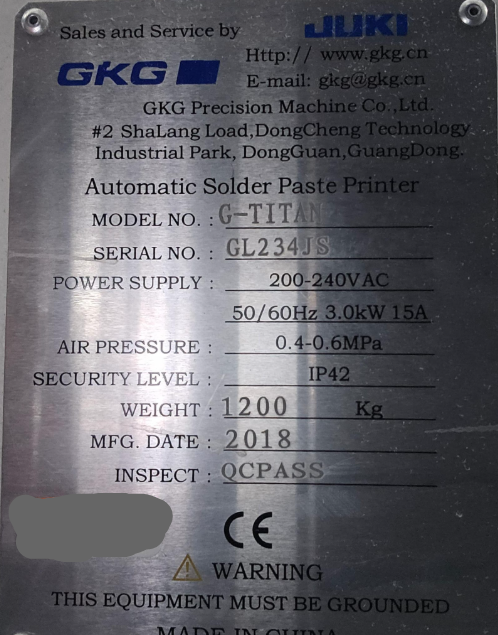 Sales and Service by JUKI
GKG
Http:// www.gkg.cn
E-mail: gkg@gkg.cn
GKG Precision Machine Co.,Ltd.
#2 ShaLang Load,DongCheng Technology
Industrial Park, DongGuan,GuangDong.
Automatic Solder Paste Printer
MODEL NO. : G-TITAN
SERIAL NO. : GL234JS
POWER SUPPLY : 200-240VAC
50/60Hz 3.0kW 15A
AIR PRESSURE : 0.4-0.6MPa
SECURITY LEVEL : IP42
WEIGHT : 1200 Kg
MFG. DATE : 2018
INSPECT : QCPASS
CE
WARNING
THIS EQUIPMENT MUST BE GROUNDED
MADE IN CHINA